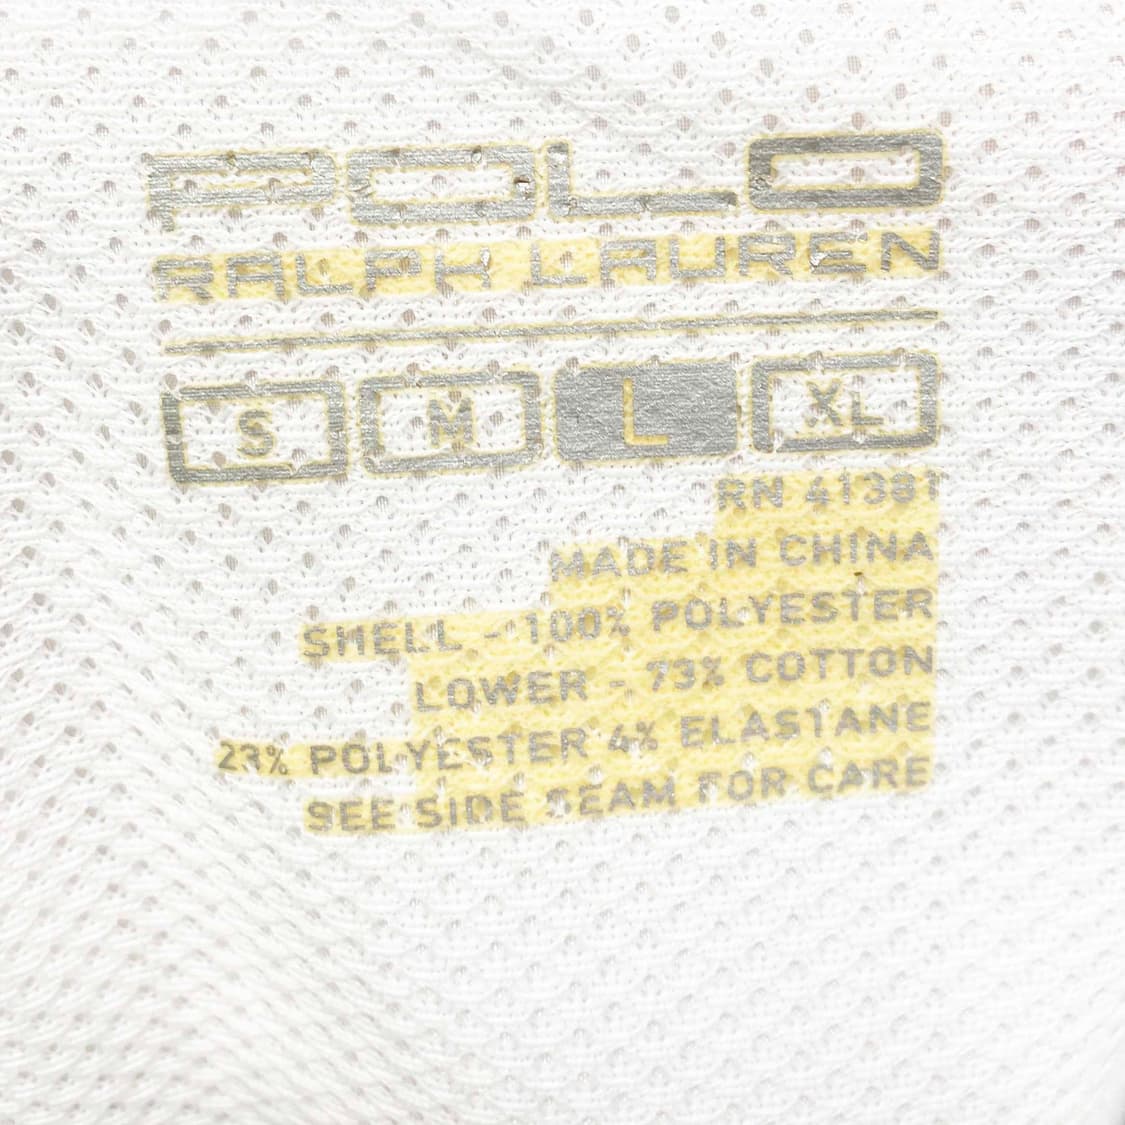 POLO
RALPH LAUREN
S M L XL
RN 41381
MADE IN CHINA
SHELL - 100% POLYESTER
LOWER - 73% COTTON
23% POLYESTER 4% ELASTANE
SEE SIDE SEAM FOR CARE